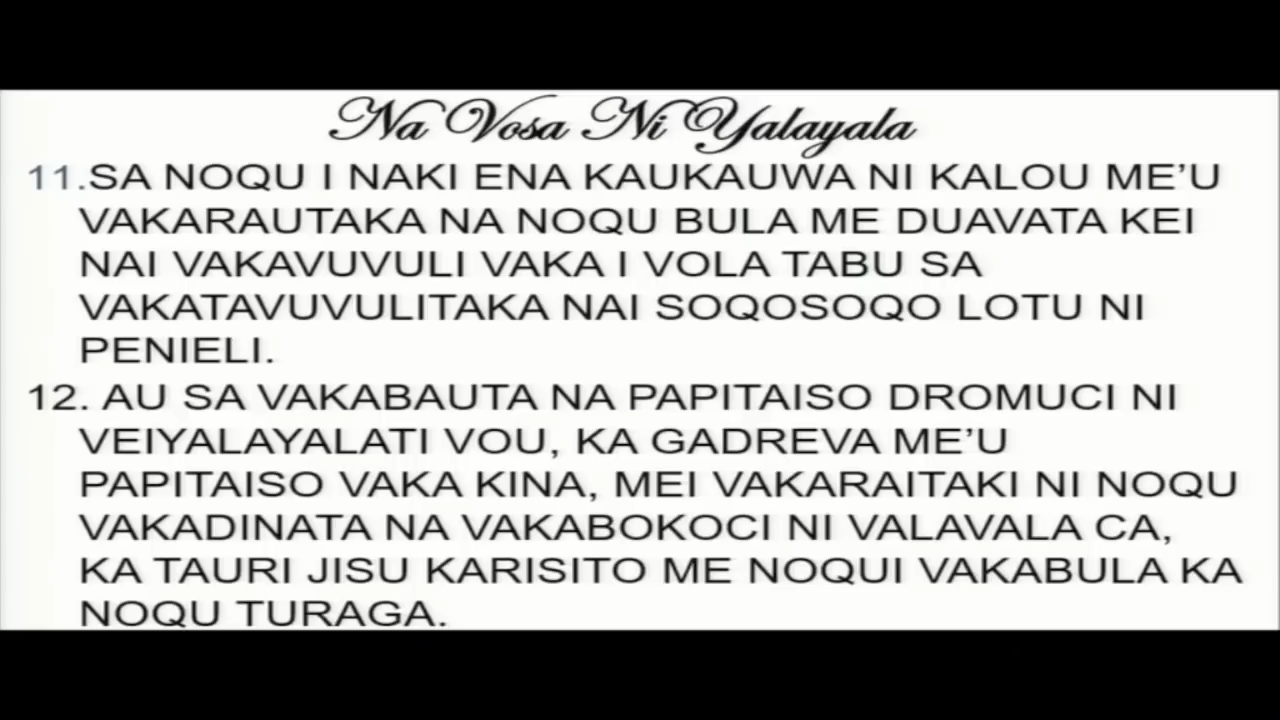 Na Vosa Ni Yalayala
11.SA NOQU I NAKI ENA KAUKAUWA NI KALOU ME’U
VAKARAUTAKA NA NOQU BULA ME DUAVATA KEI
NAI VAKAVUVULI VAKA I VOLA TABU SA
VAKATAVUVULITAKA NAI SOQOSOQO LOTU NI
PENIELI.
12. AU SA VAKABAUTA NA PAPITAISO DROMUCI NI
VEIYALAYALATI VOU, KA GADREVA ME’U
PAPITAISO VAKA KINA, MEI VAKARAITAKI NI NOQU
VAKADINATA NA VAKABOKOCI NI VALAVALA CA,
KA TAURI JISU KARISITO ME NOQUI VAKABULA KA
NOQU TURAGA.